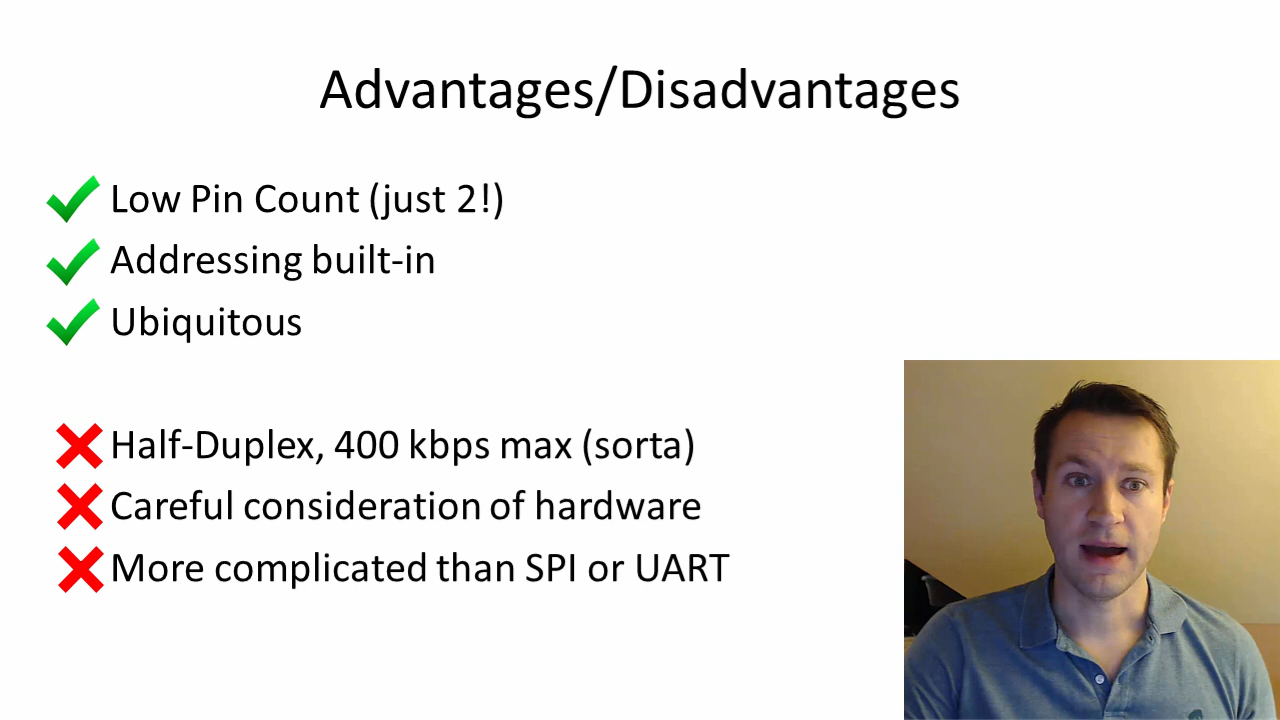 Advantages/Disadvantages
Low Pin Count (just 2!)
Addressing built-in
Ubiquitous
Half-Duplex, 400 kbps max (sorta)
Careful consideration of hardware
More complicated than SPI or UART